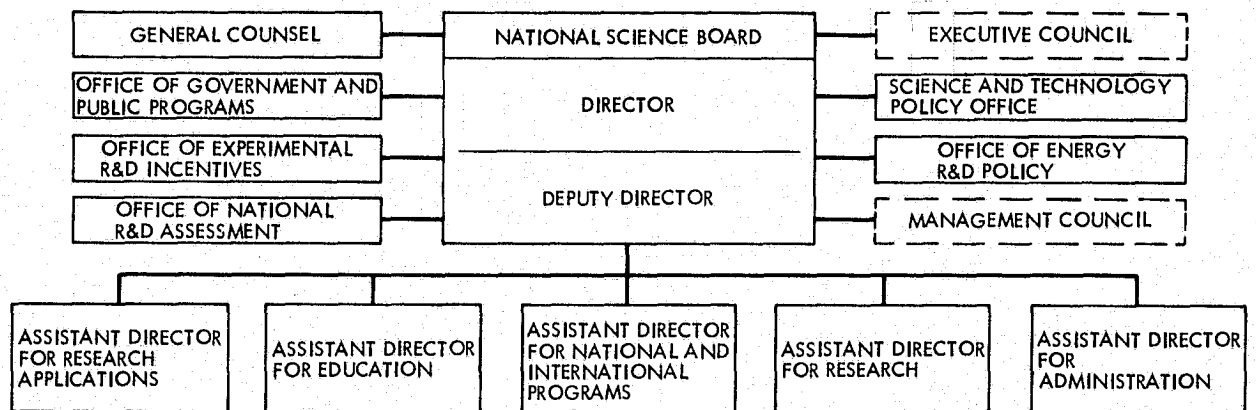 GENERAL COUNSEL
NATIONAL SCIENCE BOARD
EXECUTIVE COUNCIL
OFFICE OF GOVERNMENT AND
PUBLIC PROGRAMS
DIRECTOR
SCIENCE AND TECHNOLOGY
POLICY OFFICE
OFFICE OF EXPERIMENTAL
R&D INCENTIVES
OFFICE OF ENERGY
R&D POLICY
OFFICE OF NATIONAL
R&D ASSESSMENT
DEPUTY DIRECTOR
MANAGEMENT COUNCIL
ASSISTANT DIRECTOR
FOR RESEARCH
APPLICATIONS
ASSISTANT DIRECTOR
FOR EDUCATION
ASSISTANT DIRECTOR
FOR NATIONAL AND
INTERNATIONAL
PROGRAMS
ASSISTANT DIRECTOR
FOR RESEARCH
ASSISTANT DIRECTOR
FOR
ADMINISTRATION